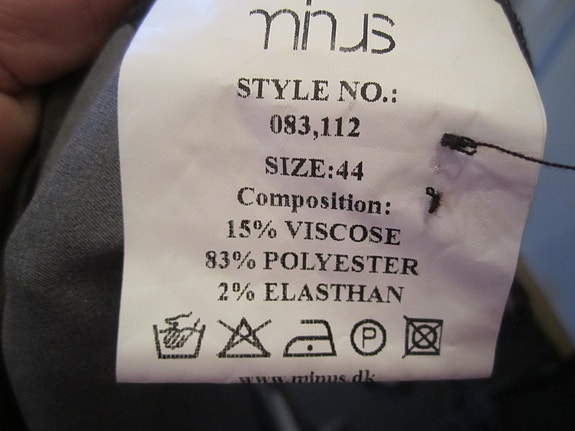 minus
STYLE NO.:
083,112
SIZE:44
Composition:
15% VISCOSE
83% POLYESTER
2% ELASTHAN
P
www.minus.dk